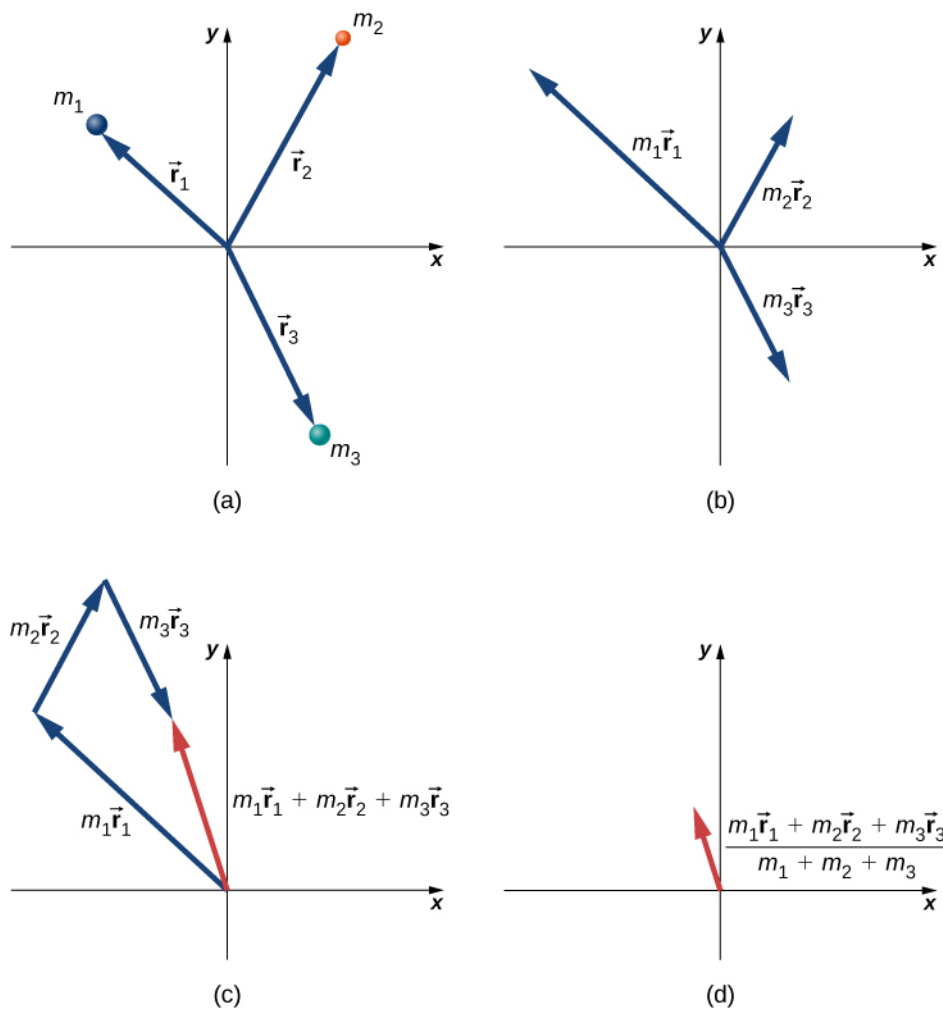 y
m₂
m₁
r⃗₁
r⃗₂
x
r⃗₃
m₃
(a)
y
m₁r⃗₁
m₂r⃗₂
x
m₃r⃗₃
(b)
m₂r⃗₂
m₃r⃗₃
y
m₁r⃗₁
m₁r⃗₁ + m₂r⃗₂ + m₃r⃗₃
x
(c)
y
m₁r⃗₁ + m₂r⃗₂ + m₃r⃗₃
m₁ + m₂ + m₃
x
(d)